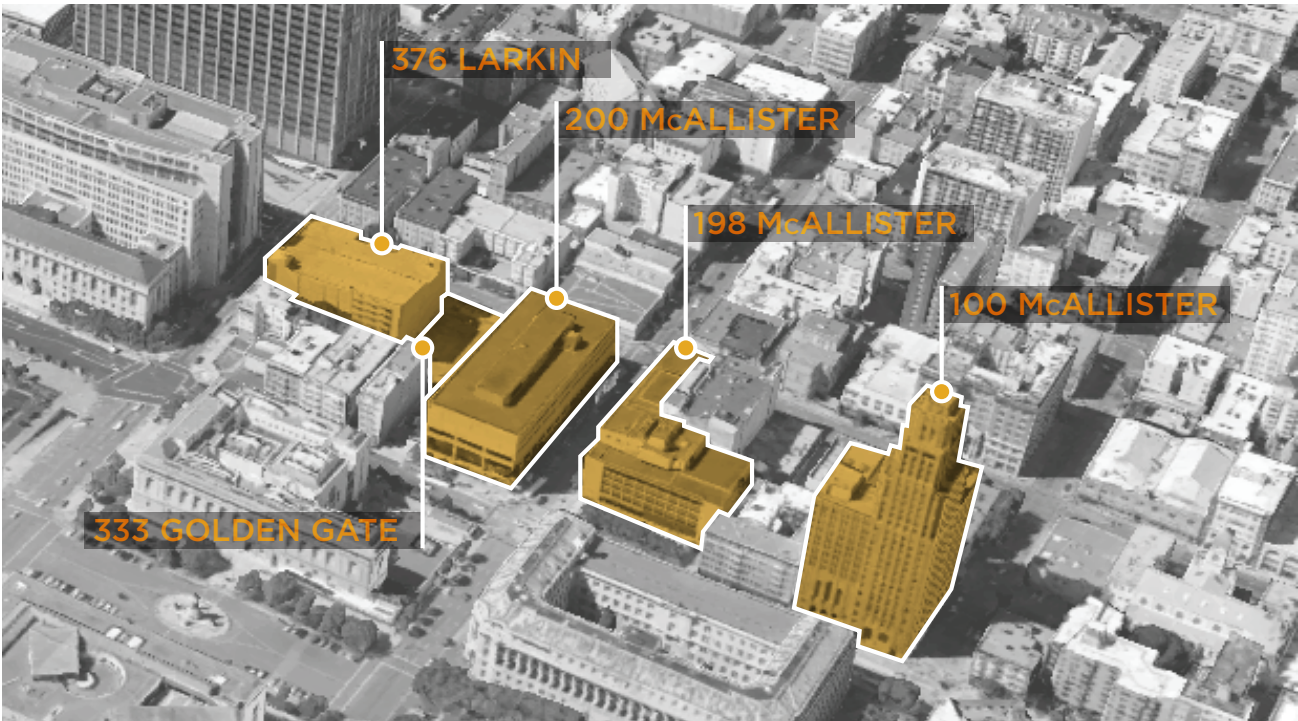 376 LARKIN
200 McALLISTER
198 McALLISTER
100 McALLISTER
333 GOLDEN GATE